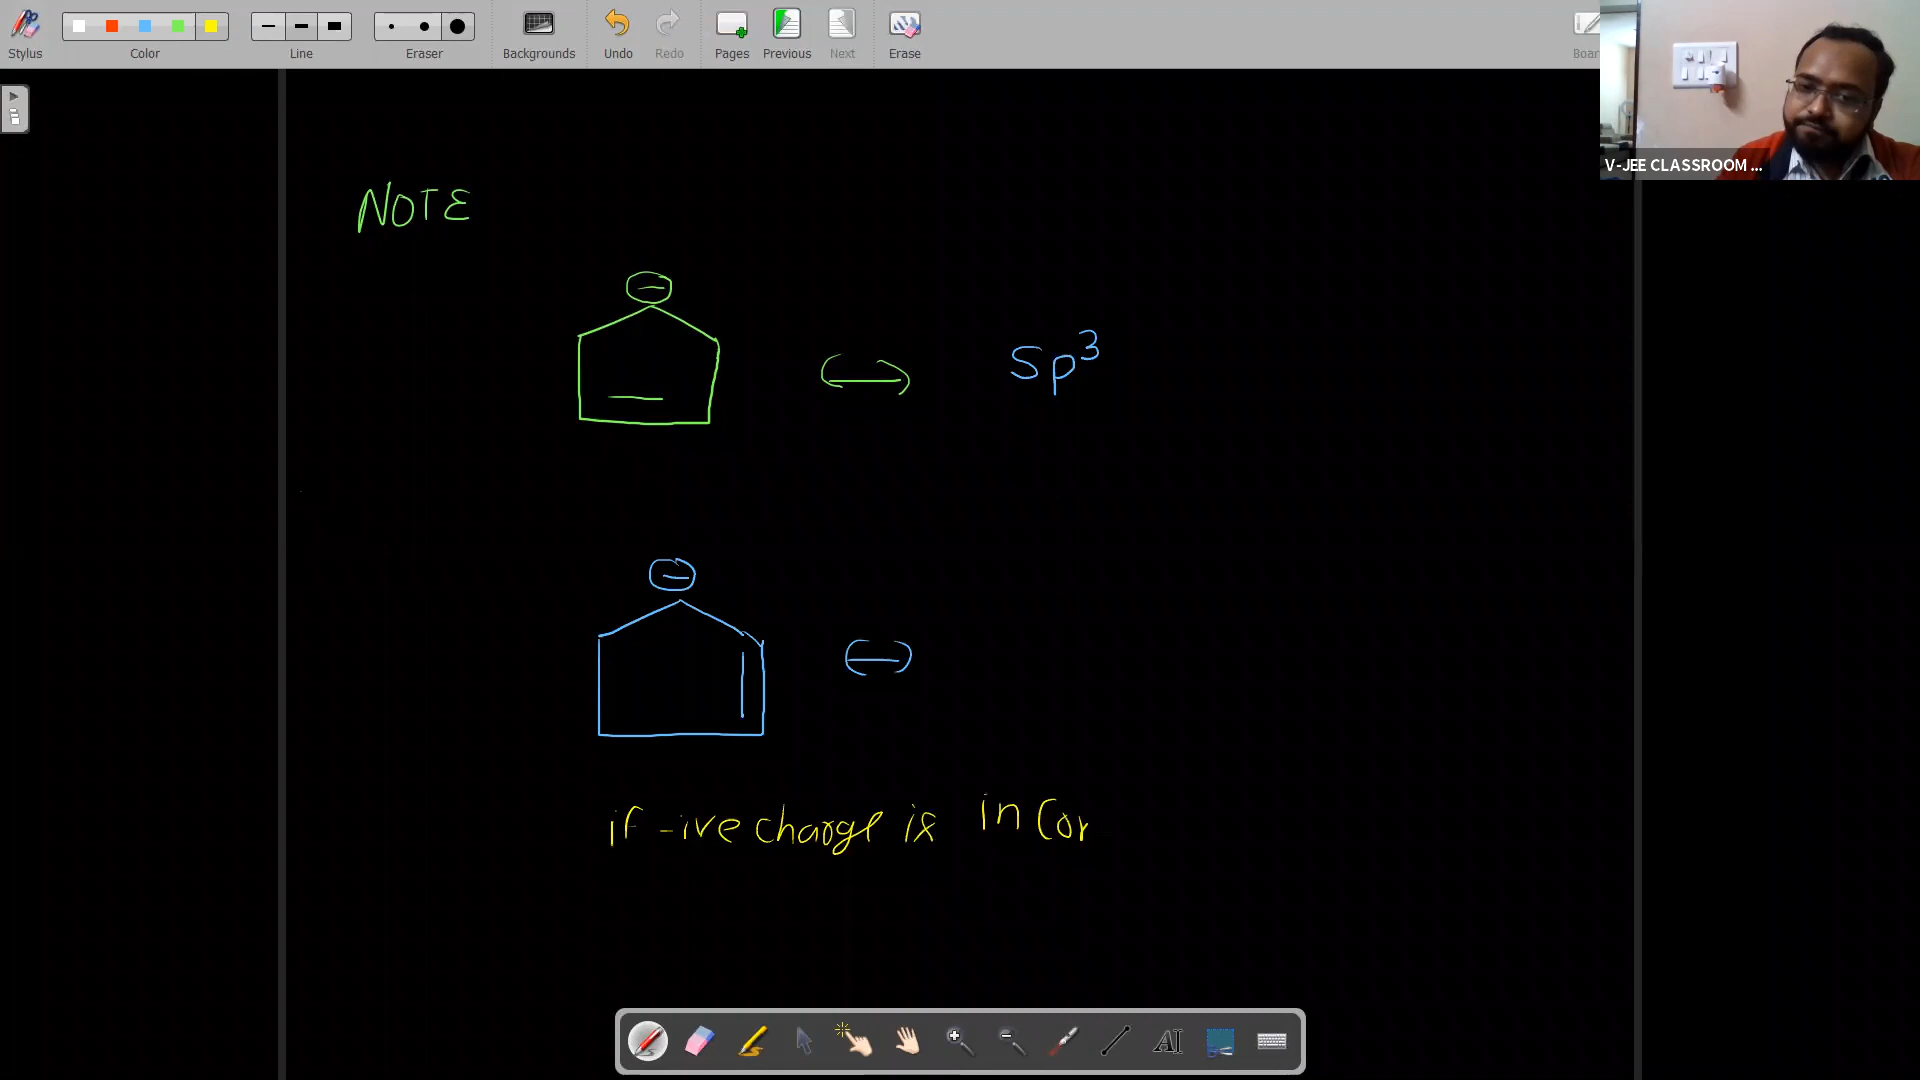 Stylus Color Line Eraser Backgrounds Undo Redo Pages Previous Next Erase
V-JEE CLASSROOM ...
NOTE
Sp³
if -ive charge is in Con